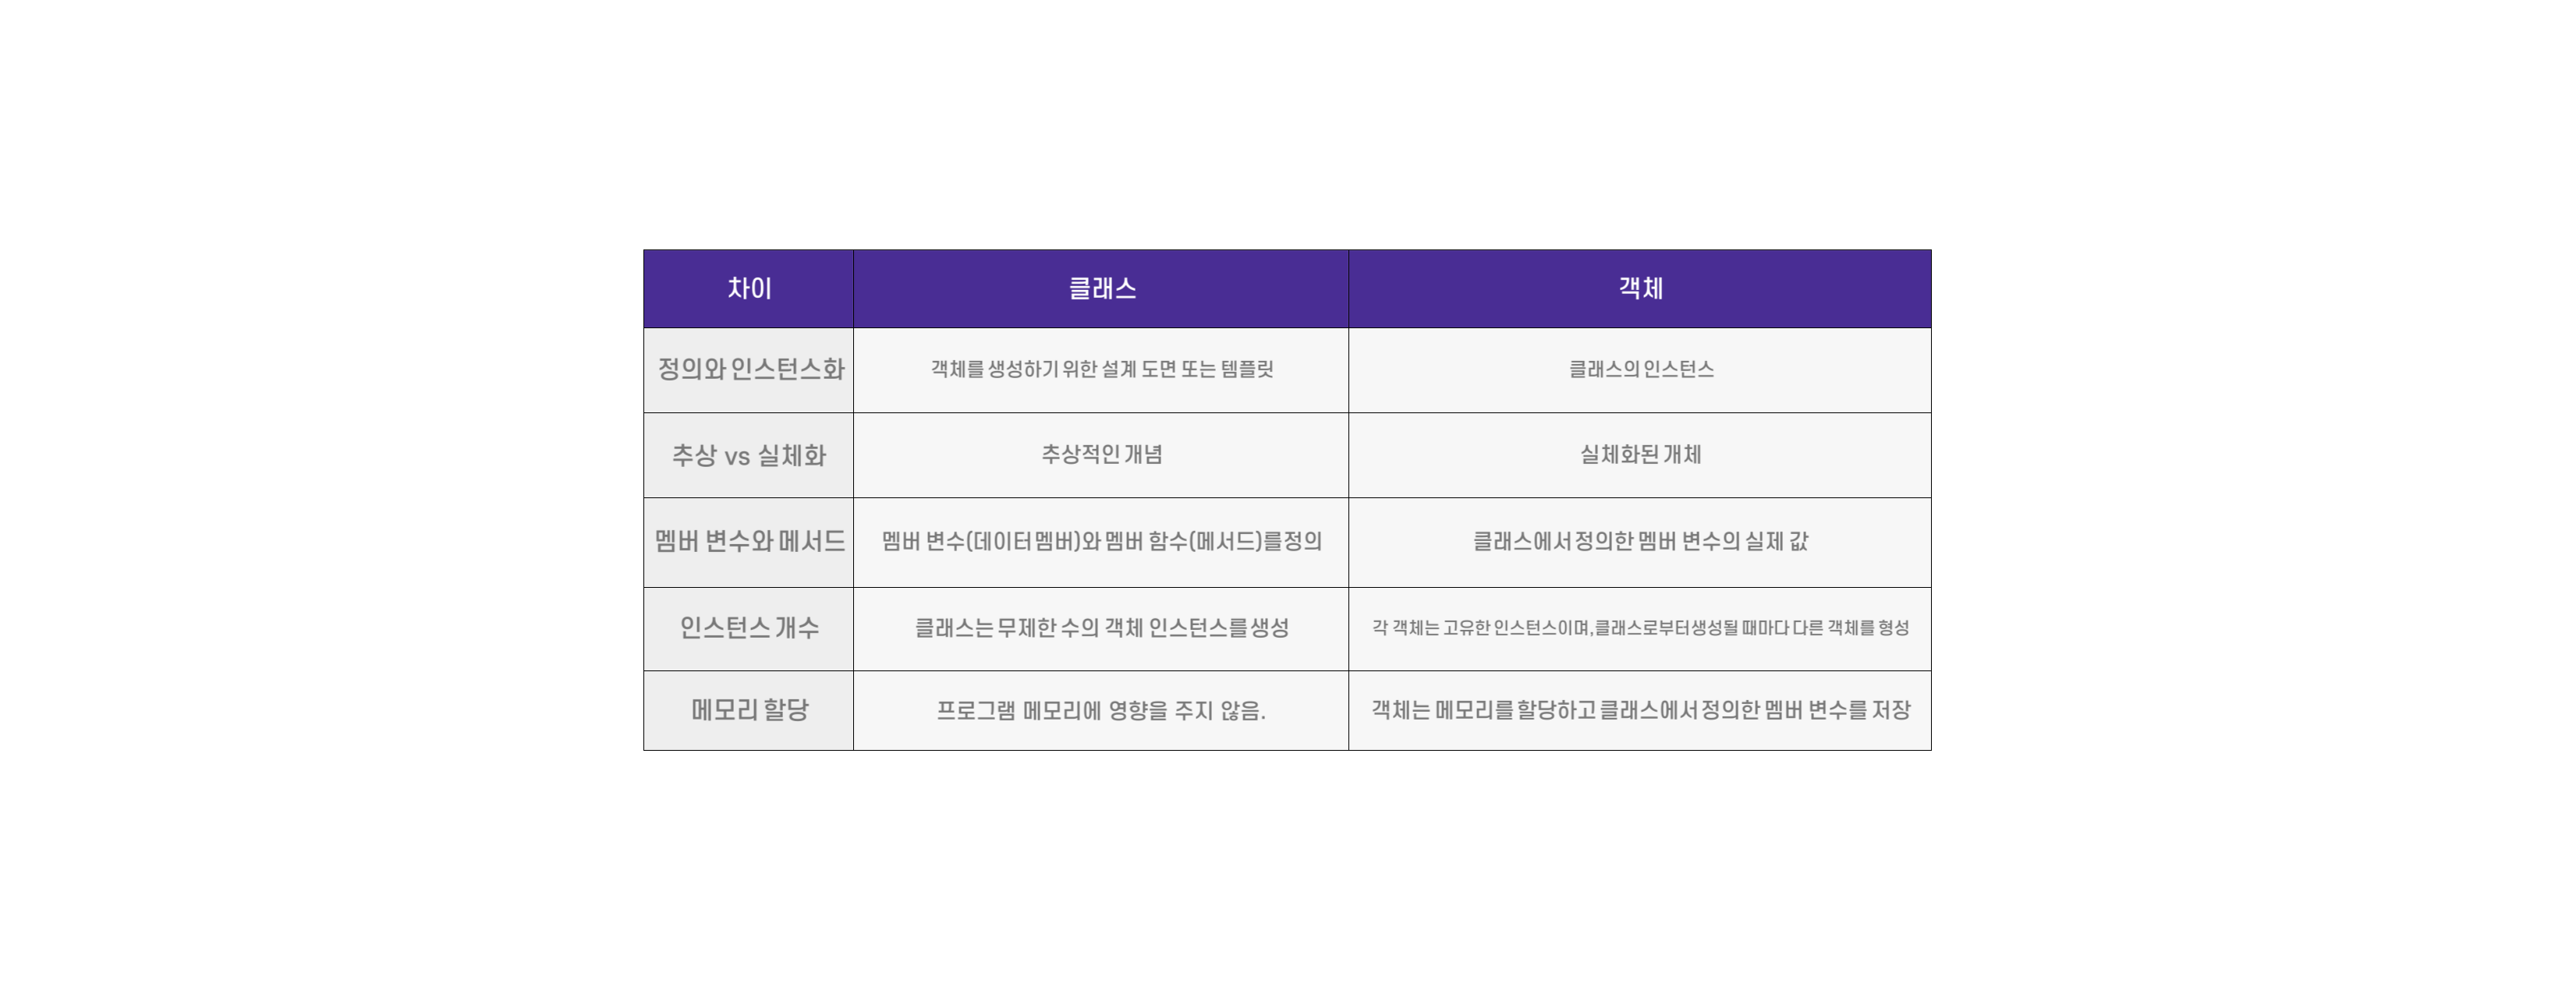 차이 클래스 객체
정의와 인스턴스화 객체를 생성하기 위한 설계 도면 또는 템플릿 클래스의 인스턴스
추상 vs 실체화 추상적인 개념 실체화된 개체
멤버 변수와 메서드 멤버 변수(데이터 멤버)와 멤버 함수(메서드)를정의 클래스에서 정의한 멤버 변수의 실제 값
인스턴스 개수 클래스는 무제한 수의 객체 인스턴스를 생성 각 객체는 고유한 인스턴스이며,클래스로부터 생성될 때마다 다른 객체를 형성
메모리 할당 프로그램 메모리에 영향을 주지 않음. 객체는 메모리를 할당하고 클래스에서 정의한 멤버 변수를 저장